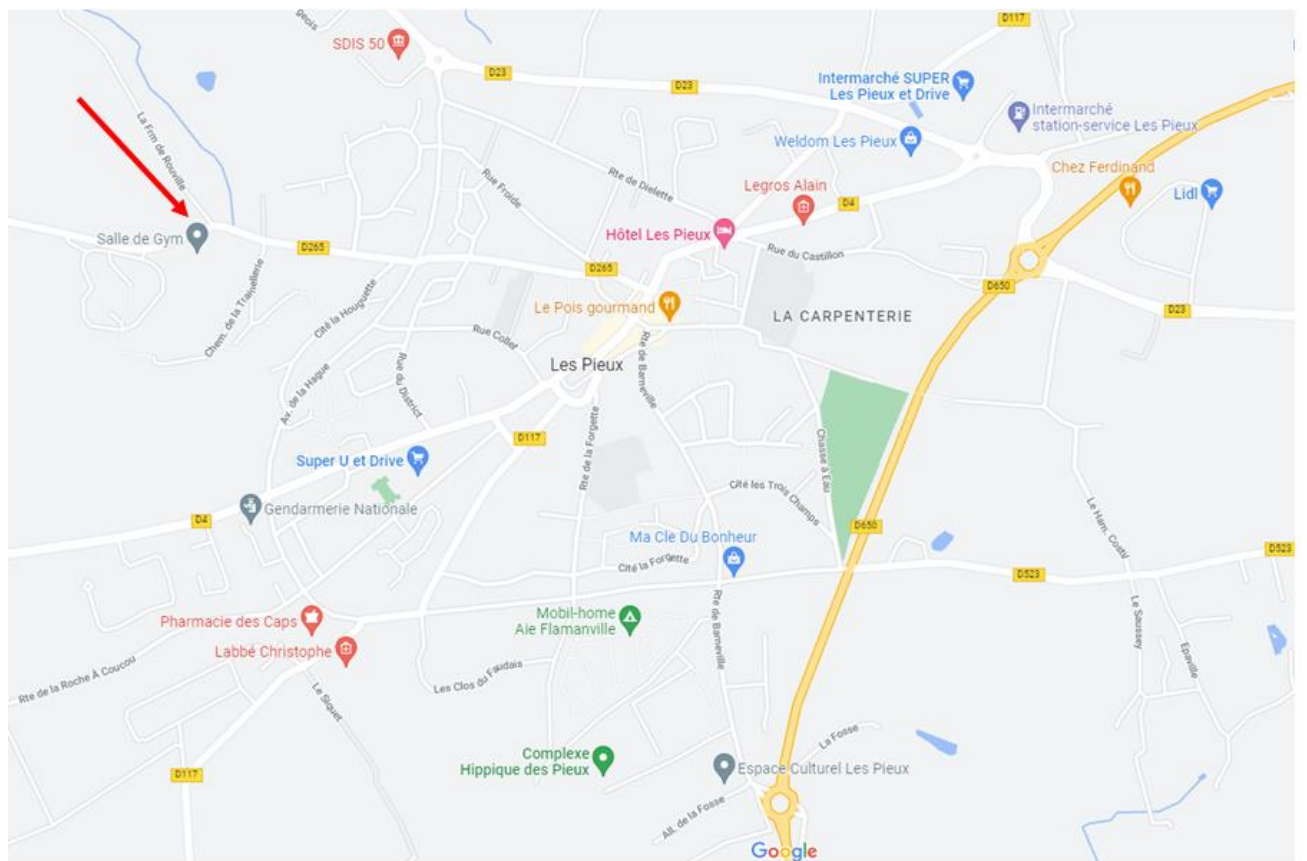 geois
SDIS 50
D117
D23
D23
Intermarché SUPER
Les Pieux et Drive
Intermarché
station-service Les Pieux
La Frm de Rouville
Weldom Les Pieux
Chez Ferdinand
Rue Froide
Rte de Dielette
Legros Alain
D4
Lidl
Salle de Gym
D265
Hôtel Les Pieux
Rue du Castillon
D265
D650
Chem. de la Trainellerie
Cité la Houguette
Le Pois gourmand
LA CARPENTERIE
D23
Rue Collet
Rte de Barneville
Les Pieux
Av. de la Hague
Rue du District
D117
Rte de la Forgette
Chasse à Eau
Super U et Drive
Cité les Trois Champs
Gendarmerie Nationale
D4
D650
Le Ham. Costil
Ma Cle Du Bonheur
Cité la Forgette
D523
D523
Rte de Barneville
Le Saussey
Pharmacie des Caps
Mobil-home
Aie Flamanville
Labbé Christophe
Epaville
Rte de la Roche À Coucou
Les Clos du Faudais
Le Siquet
La Fosse
Complexe
Hippique des Pieux
Espace Culturel Les Pieux
D117
All. de la Fosse
Google